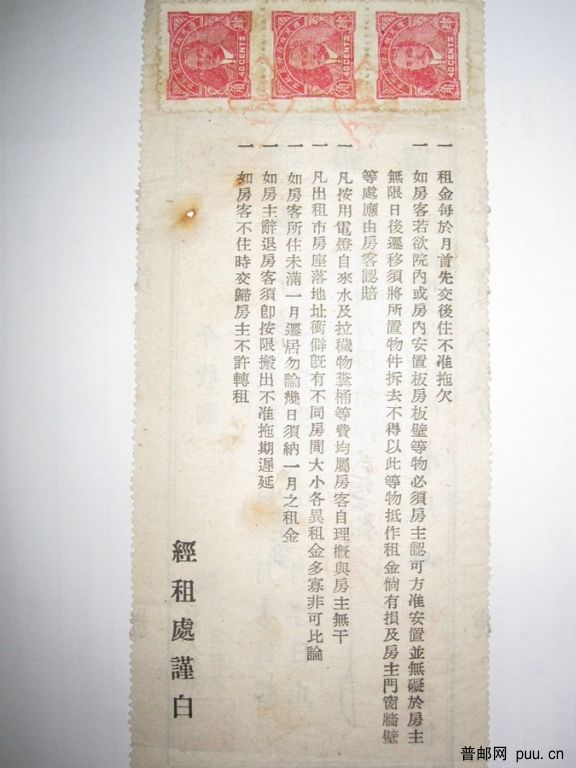 40 CENTS
40 CENTS
40 CENTS
一 租金每於月首先交後住不准拖欠
一 如房客若欲院內或房內安置板房板壁等物必須房主認可方准安置並無礙於房主
無限日後遷移須將所置物件拆去不得以此等物抵作租金倘有損及房主門窗牆壁
等處應由房客認賠
一 凡按用電燈自來水及拉穢物糞桶等費均屬房客自理概與房主無干
一 凡出租市房座落地址衝僻既有不同房間大小各異租金多寡非可比論
一 如房客所住未滿一月遷居勿論幾日須納一月之租金
一 如房主辭退房客須即按限搬出不准拖期遲延
一 如房客不住時交歸房主不許轉租
經租處謹白
普邮网 puu.cn